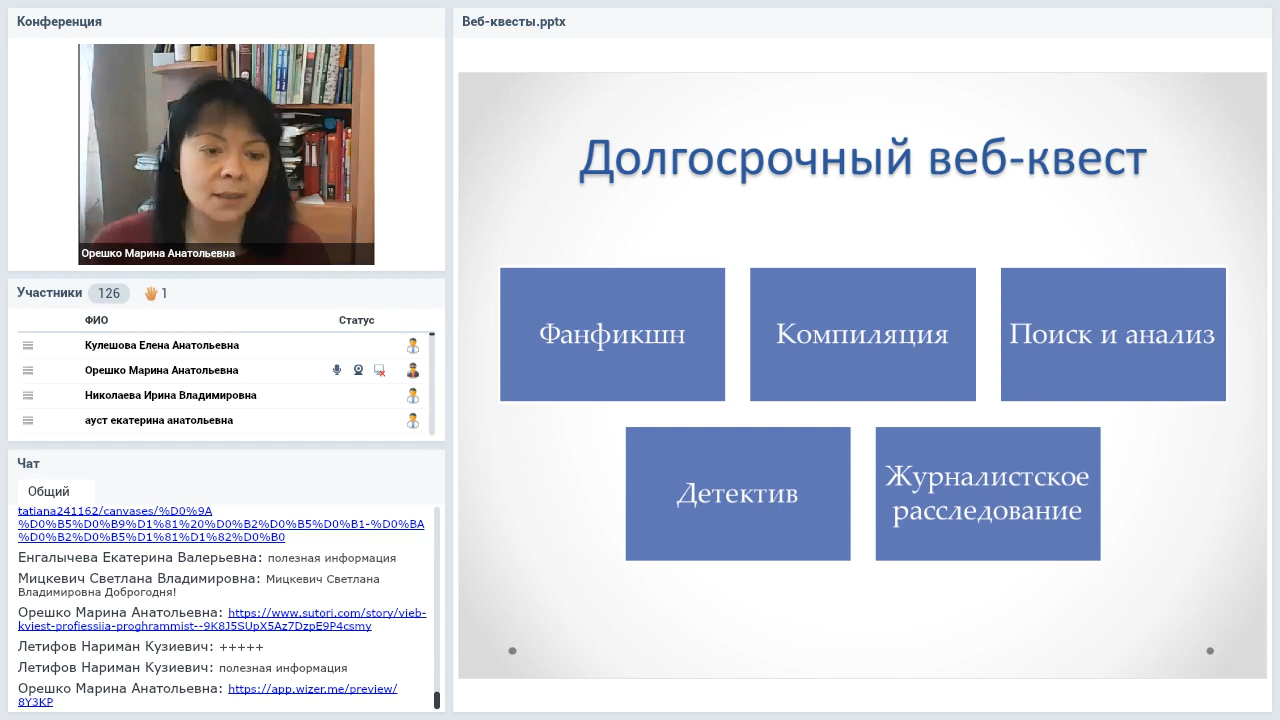 Конференция
Орешко Марина Анатольевна
Участники 126 1
ФИО Статус
Кулешова Елена Анатольевна
Орешко Марина Анатольевна
Николаева Ирина Владимировна
ауст екатерина анатольевна
Чат
Общий
tatiana241162/canvases/%D0%9A
%D0%B5%D0%B9%D1%81%20%D0%B2%D0%B5%D0%B1-%D0%BA
%D0%B2%D0%B5%D1%81%D1%82%D0%B0
Енгалычева Екатерина Валерьевна: полезная информация
Мицкевич Светлана Владимировна: Мицкевич Светлана
Владимировна Доброгодня!
Орешко Марина Анатольевна: https://www.sutori.com/story/vieb-
kviest-profiessiia-proghrammist--9K8J5SUpX5Az7DzpE9P4csmy
Летифов Нариман Кузиевич: +++++
Летифов Нариман Кузиевич: полезная информация
Орешко Марина Анатольевна: https://app.wizer.me/preview/
8Y3KP
Веб-квесты.pptx
Долгосрочный веб-квест
Фанфикшн
Компиляция
Поиск и анализ
Детектив
Журналистское
расследование